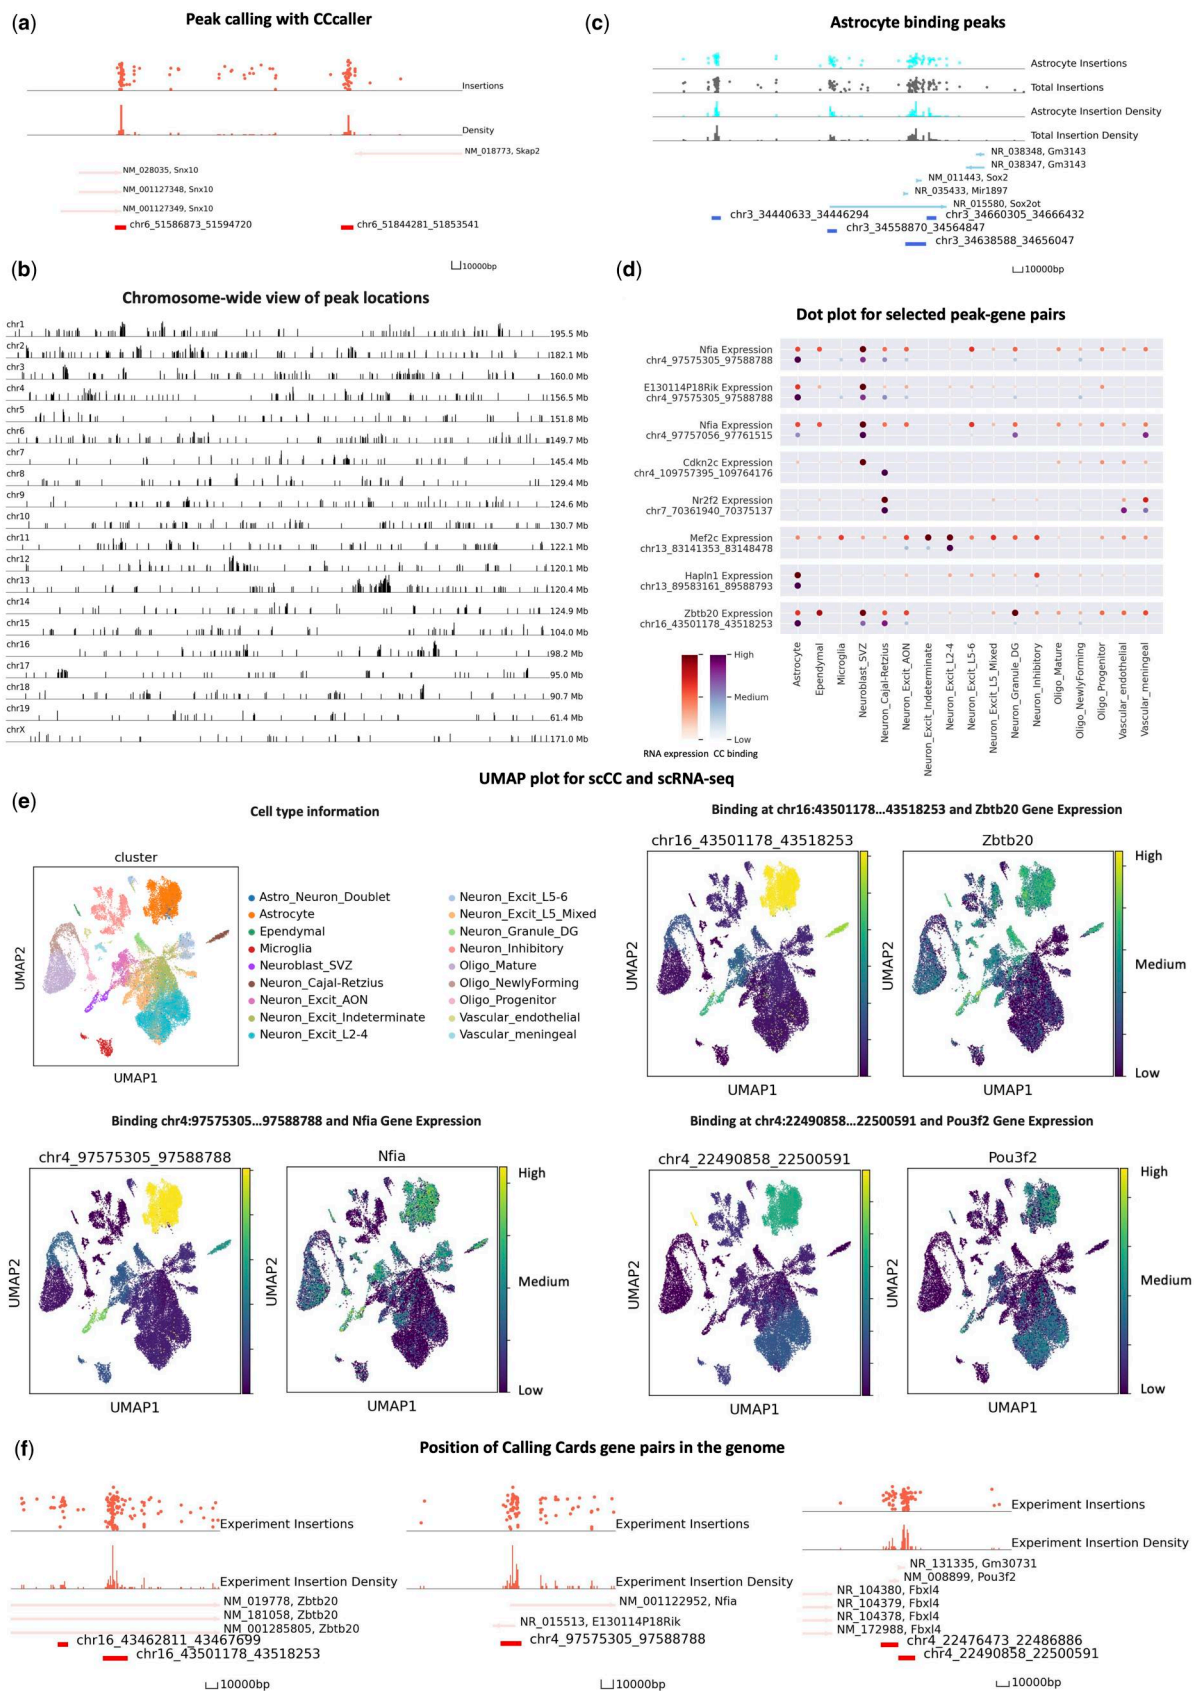 (a)
Peak calling with CCcaller
Insertions
Density
NM_018773, Skap2
NM_028035, Snx10
NM_001127348, Snx10
NM_001127349, Snx10
chr6_51586873_51594720
chr6_51844281_51853541
10000bp
(b)
Chromosome-wide view of peak locations
chr1
195.5 Mb
chr2
182.1 Mb
chr3
160.0 Mb
chr4
156.5 Mb
chr5
151.8 Mb
chr6
149.7 Mb
chr7
145.4 Mb
chr8
129.4 Mb
chr9
124.6 Mb
chr10
130.7 Mb
chr11
122.1 Mb
chr12
120.1 Mb
chr13
120.4 Mb
chr14
124.9 Mb
chr15
104.0 Mb
chr16
98.2 Mb
chr17
95.0 Mb
chr18
90.7 Mb
chr19
61.4 Mb
chrX
171.0 Mb
(c)
Astrocyte binding peaks
Astrocyte Insertions
Total Insertions
Astrocyte Insertion Density
Total Insertion Density
NR_038348, Gm3143
NR_038347, Gm3143
NM_011443, Sox2
NR_035433, Mir1897
NR_015580, Sox2ot
chr3_34440633_34446294
chr3_34660305_34666432
chr3_34558870_34564847
chr3_34638588_34656047
10000bp
(d)
Dot plot for selected peak-gene pairs
Nfia Expression
chr4_97575305_97588788
E130114P18Rik Expression
chr4_97575305_97588788
Nfia Expression
chr4_97757056_97761515
Cdkn2c Expression
chr4_109757395_109764176
Nr2f2 Expression
chr7_70361940_70375137
Mef2c Expression
chr13_83141353_83148478
Hapln1 Expression
chr13_89583161_89588793
Zbtb20 Expression
chr16_43501178_43518253
Astrocyte
Ependymal
Microglia
Neuroblast_SVZ
Neuron_Cajal-Retzius
Neuron_Excit_AON
Neuron_Excit_Indeterminate
Neuron_Excit_L2-4
Neuron_Excit_L5-6
Neuron_Excit_L5_Mixed
Neuron_Granule_DG
Neuron_Inhibitory
Oligo_Mature
Oligo_NewlyForming
Oligo_Progenitor
Vascular_endothelial
Vascular_meningeal
High
Medium
Low
RNA expression CC binding
UMAP plot for scCC and scRNA-seq
(e)
Cell type information
cluster
UMAP2
UMAP1
Astro_Neuron_Doublet
Astrocyte
Ependymal
Microglia
Neuroblast_SVZ
Neuron_Cajal-Retzius
Neuron_Excit_AON
Neuron_Excit_Indeterminate
Neuron_Excit_L2-4
Neuron_Excit_L5-6
Neuron_Excit_L5_Mixed
Neuron_Granule_DG
Neuron_Inhibitory
Oligo_Mature
Oligo_NewlyForming
Oligo_Progenitor
Vascular_endothelial
Vascular_meningeal
Binding at chr16:43501178...43518253 and Zbtb20 Gene Expression
chr16_43501178_43518253
UMAP2
UMAP1
Zbtb20
UMAP2
UMAP1
High
Medium
Low
Binding chr4:97575305...97588788 and Nfia Gene Expression
chr4_97575305_97588788
UMAP2
UMAP1
Nfia
UMAP2
UMAP1
High
Medium
Low
Binding at chr4:22490858...22500591 and Pou3f2 Gene Expression
chr4_22490858_22500591
UMAP2
UMAP1
Pou3f2
UMAP2
UMAP1
High
Medium
Low
(f)
Position of Calling Cards gene pairs in the genome
Experiment Insertions
Experiment Insertion Density
NM_019778, Zbtb20
NM_181058, Zbtb20
NM_001285805, Zbtb20
chr16_43462811_43467699
chr16_43501178_43518253
10000bp
Experiment Insertions
Experiment Insertion Density
NM_001122952, Nfia
NR_015513, E130114P18Rik
chr4_97575305_97588788
10000bp
Experiment Insertions
Experiment Insertion Density
NR_131335, Gm30731
NM_008899, Pou3f2
NR_104380, Fbxl4
NR_104379, Fbxl4
NR_104378, Fbxl4
NM_172988, Fbxl4
chr4_22476473_22486886
chr4_22490858_22500591
10000bp